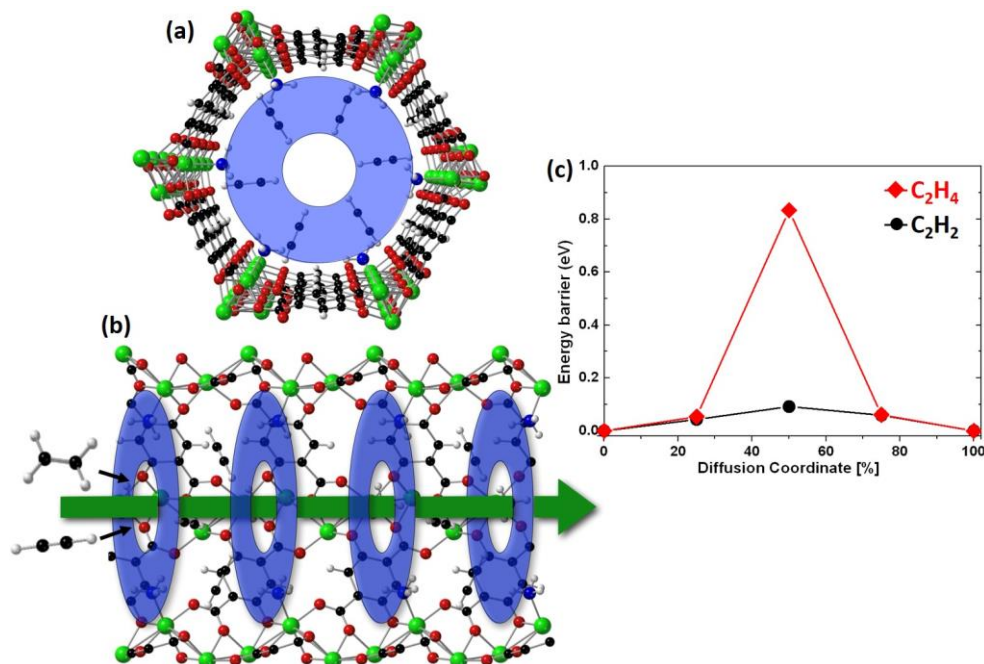 (a)
(b)
(c)
1.0
0.8
0.6
0.4
0.2
0.0
Energy barrier (eV)
C₂H₄
C₂H₂
0 20 40 60 80 100
Diffusion Coordinate [%]